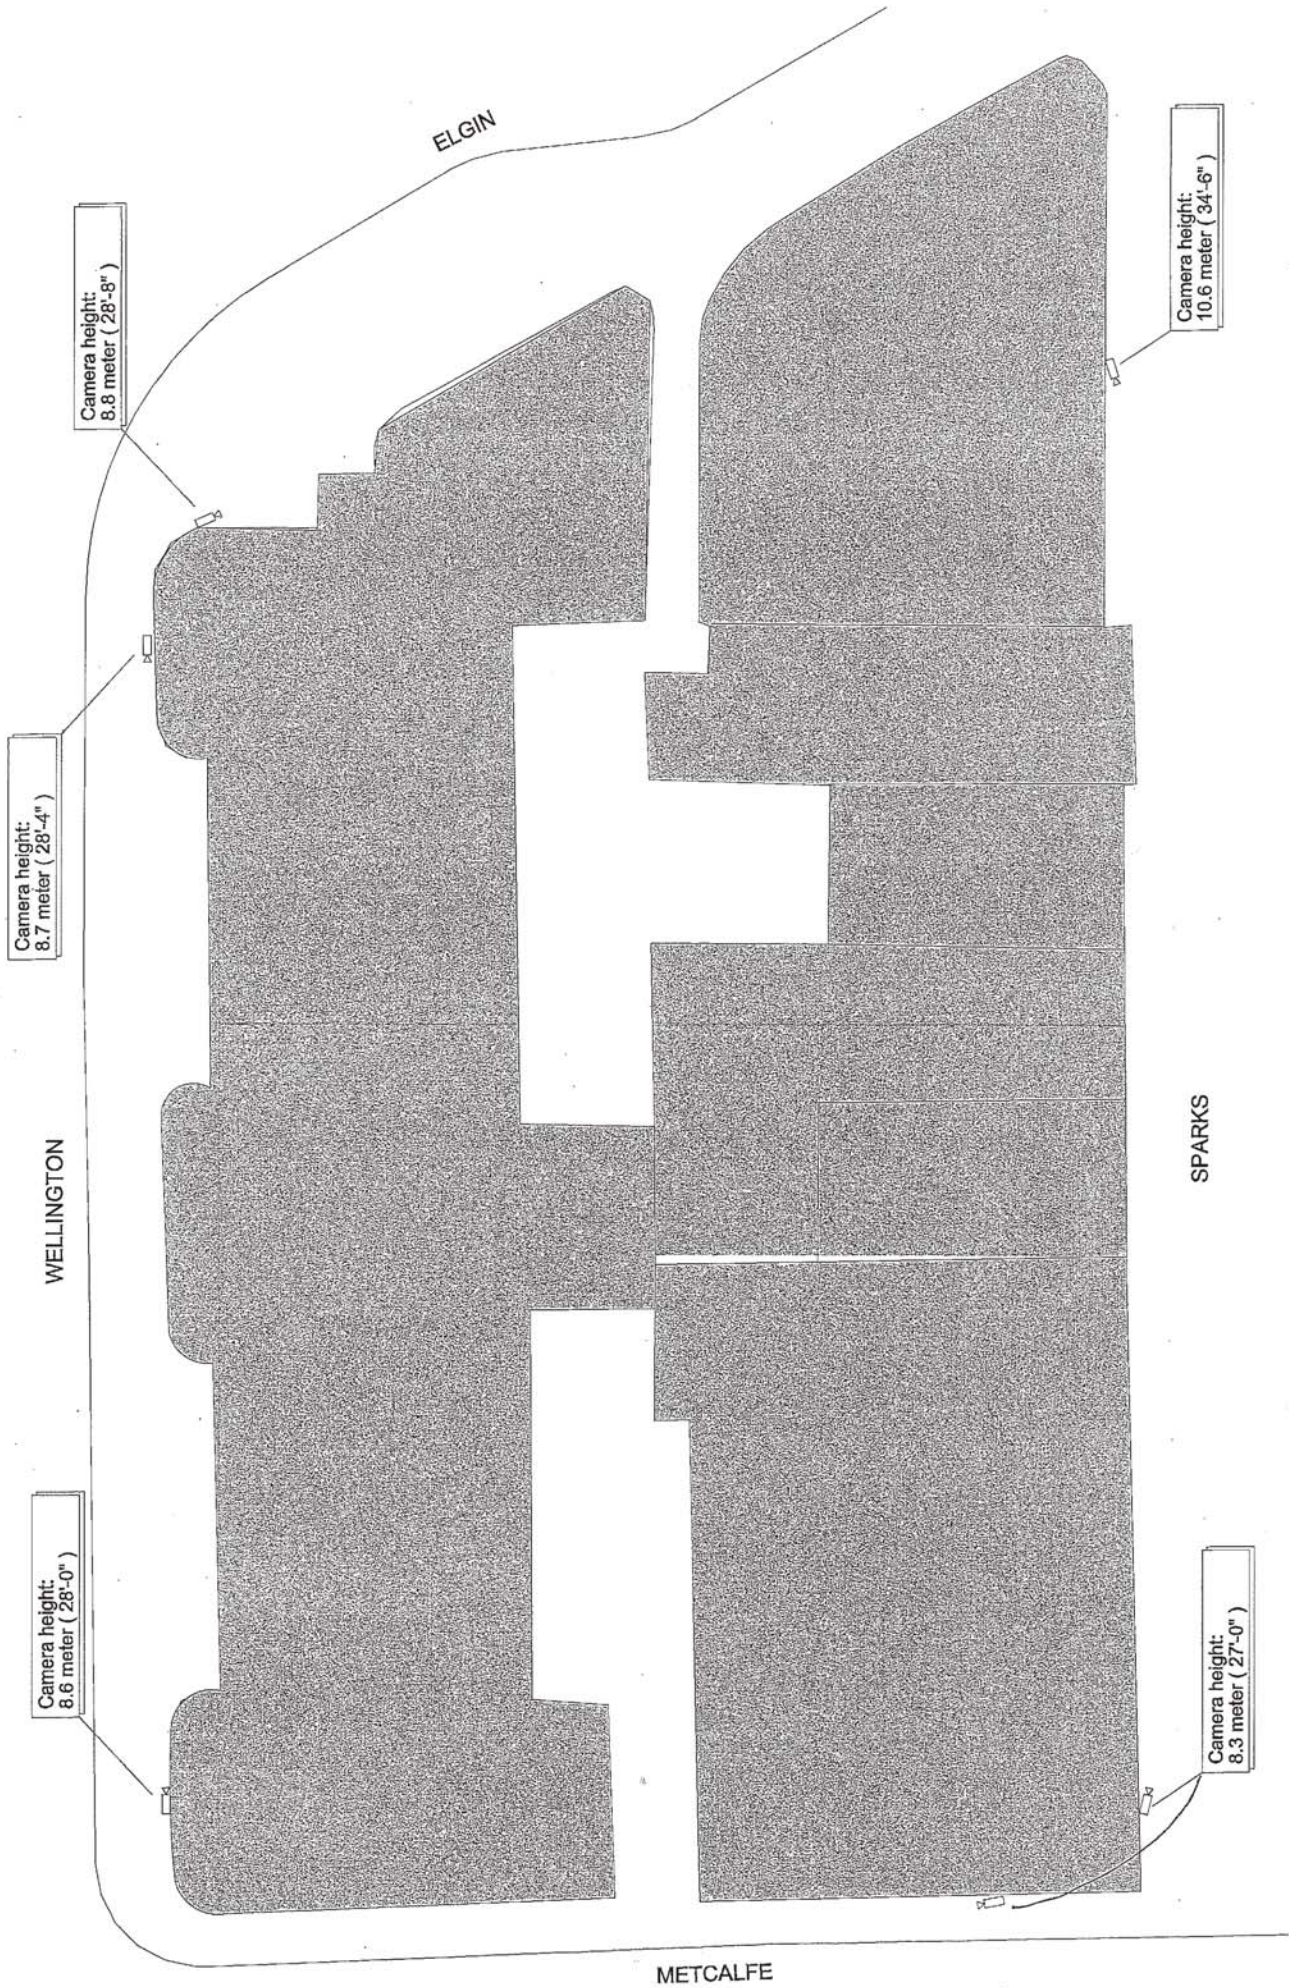 ELGIN
Camera height:
8.8 meter ( 28'-8" )
Camera height:
10.6 meter ( 34'-6" )
Camera height:
8.7 meter ( 28'-4" )
WELLINGTON
SPARKS
Camera height:
8.6 meter ( 28'-0" )
Camera height:
8.3 meter ( 27'-0" )
METCALFE